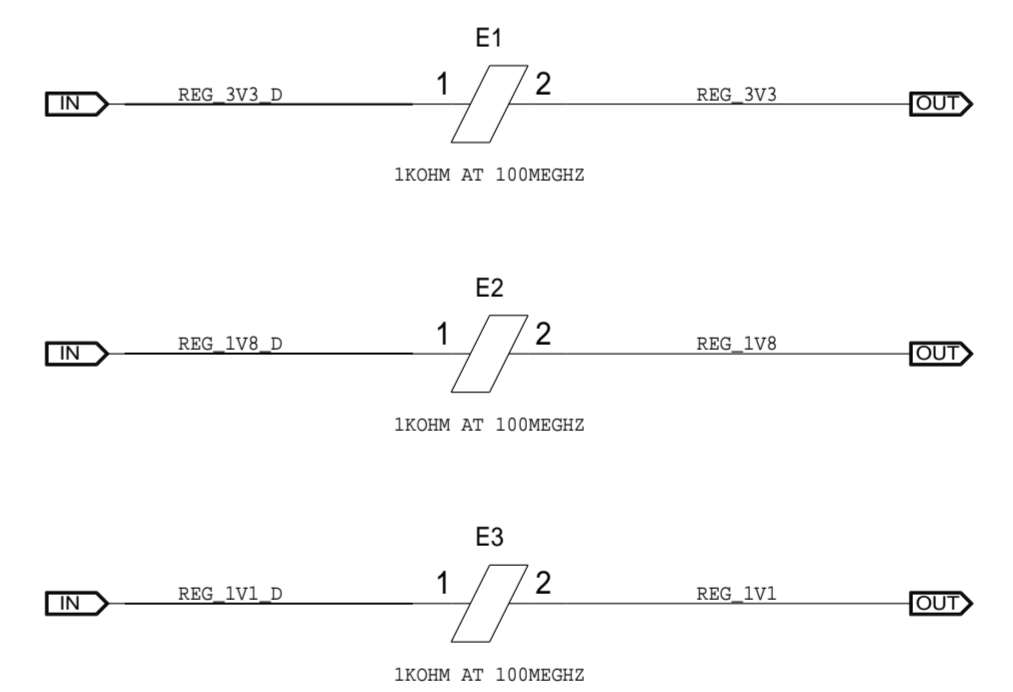 E1
IN REG_3V3_D 1 2 REG_3V3 OUT
1KOHM AT 100MEGHZ
E2
IN REG_1V8_D 1 2 REG_1V8 OUT
1KOHM AT 100MEGHZ
E3
IN REG_1V1_D 1 2 REG_1V1 OUT
1KOHM AT 100MEGHZ